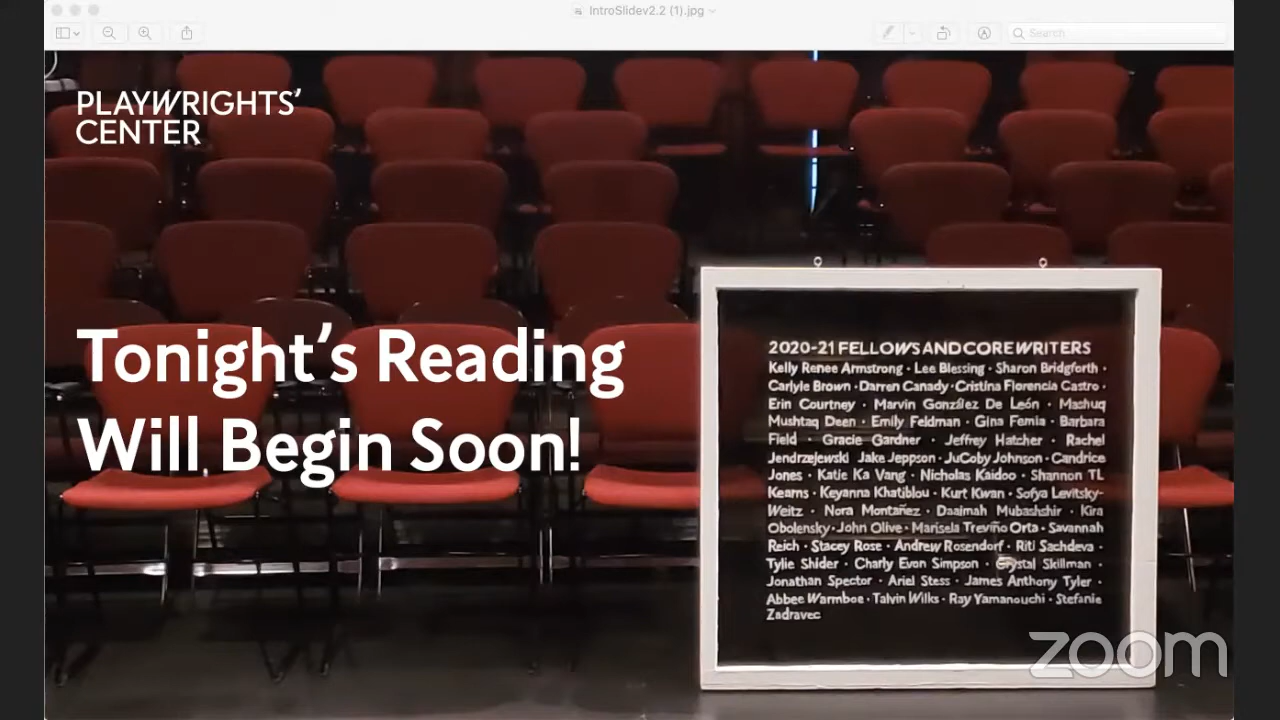 IntroSlidev2.2 (1).jpg
Search
PLAYWRIGHTS'
CENTER
Tonight's Reading
Will Begin Soon!
2020-21 FELLOWS AND CORE WRITERS
Kelly Renee Armstrong · Lee Blessing · Sharon Bridgforth ·
Carlyle Brown · Darren Canady · Cristina Florencia Castro ·
Erin Courtney · Marvin González De León · Mashuq
Mushtaq Deen · Emily Feldman · Gina Femia · Barbara
Field · Gracie Gardner · Jeffrey Hatcher · Rachel
Jendrzejewski Jake Jeppson · JuCoby Johnson · Candrice
Jones · Katie Ka Vang · Nicholas Kaidoo · Shannon TL
Kearns · Keyanna Khatiblou · Kurt Kwan · Sofya Levitsky-
Weitz · Nora Montañez · Daaimah Mubashshir · Kira
Obolensky · John Olive · Marisela Treviño Orta · Savannah
Reich · Stacey Rose · Andrew Rosendorf · Riti Sachdeva ·
Tylie Shider · Charly Evon Simpson · Crystal Skillman ·
Jonathan Spector · Ariel Stess · James Anthony Tyler ·
Abbee Warmboe · Talvin Wilks · Ray Yamanouchi · Stefanie
Zadravec
zoom